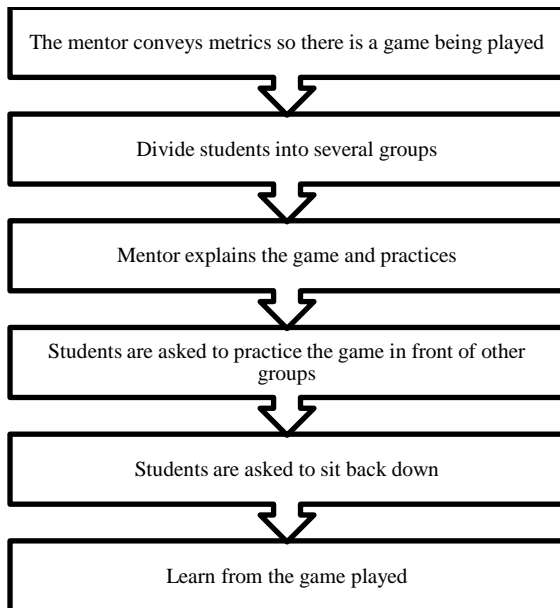 The mentor conveys metrics so there is a game being played
Divide students into several groups
Mentor explains the game and practices
Students are asked to practice the game in front of other
groups
Students are asked to sit back down
Learn from the game played